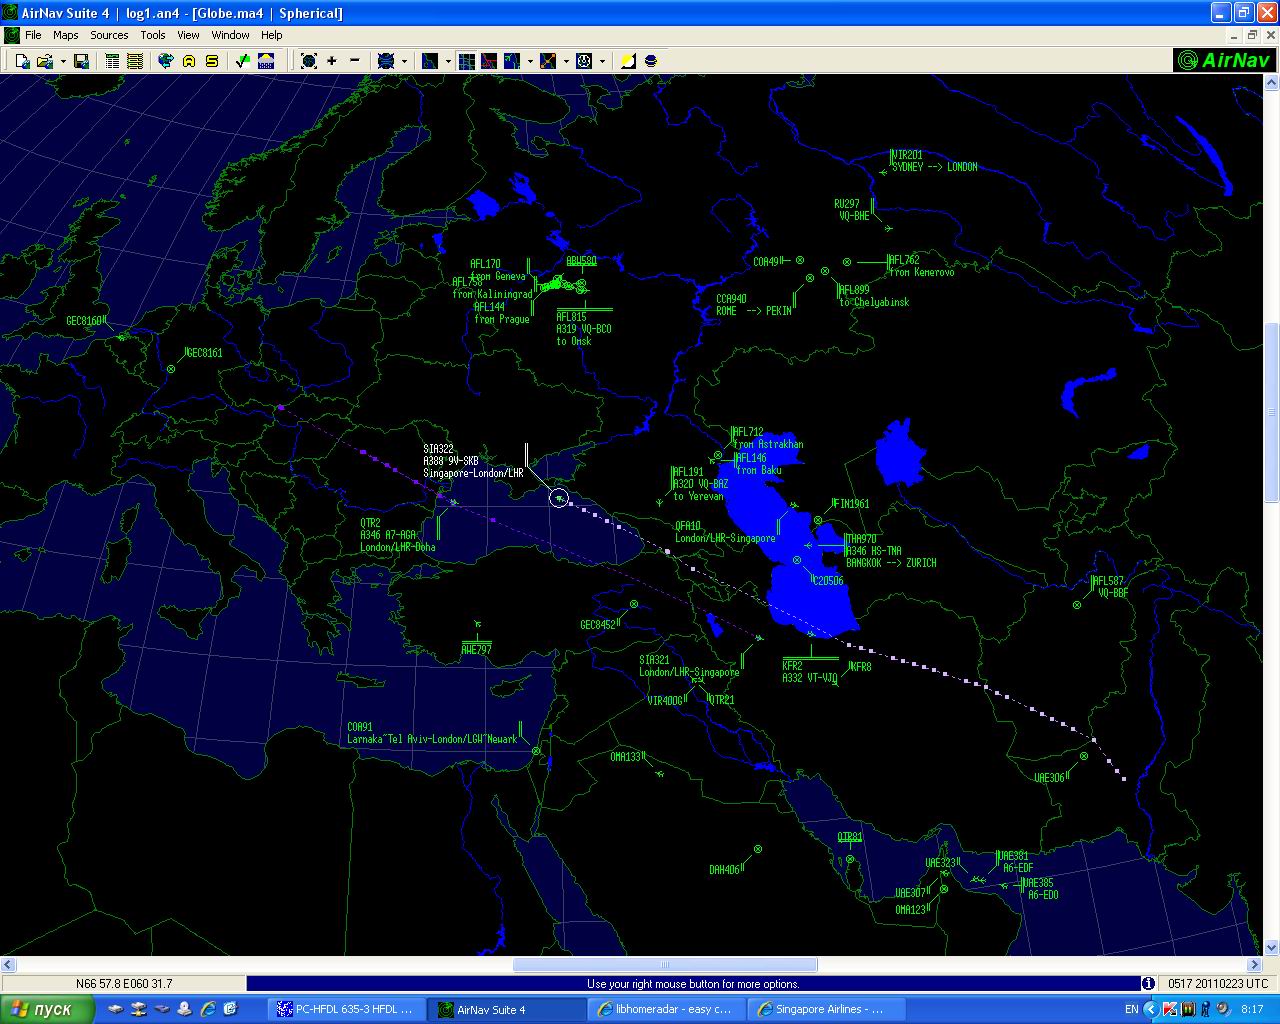 AirNav Suite 4 | log1.an4 - [Globe.ma4 | Spherical]
File Maps Sources Tools View Window Help
AirNav
VIR201
SYDNEY --> LONDON
RU297
VQ-BHE
AFL170
from Geneva
from Kaliningrad
AFL144
from Prague
AFL815
A319 VQ-BCO
to Omsk
COA49
AFL762
from Kemerovo
CCA940
ROME --> PEKIN
AFL899
to Chelyabinsk
GEC8160
GEC8161
SIA322
A388 9V-SKB
Singapore-London/LHR
AFL712
from Astrakhan
AFL146
from Baku
AFL191
A320 VQ-BAZ
to Yerevan
QTR2
A346 A7-AGA
London/LHR-Doha
QFA10
London/LHR-Singapore
FIN1961
THA970
A346 HS-TNA
BANGKOK --> ZURICH
C20506
AFL587
VQ-BBF
GEC8452
AWE797
SIA321
London/LHR-Singapore
KFR2
A332 VT-VJO
KFR8
VIR400G
QTR21
COA91
Larnaka~Tel Aviv-London/LGW~Newark
OMA133
UAE306
QTR81
DAH406
UAE323
UAE381
A6-EDF
UAE385
A6-EDO
UAE307
OMA123
N66 57.8 E060 31.7
Use your right mouse button for more options.
0517 20110223 UTC
пуск
PC-HFDL 635-3 HFDL ...
AirNav Suite 4
libhomeradar - easy c...
Singapore Airlines - ...
EN
8:17